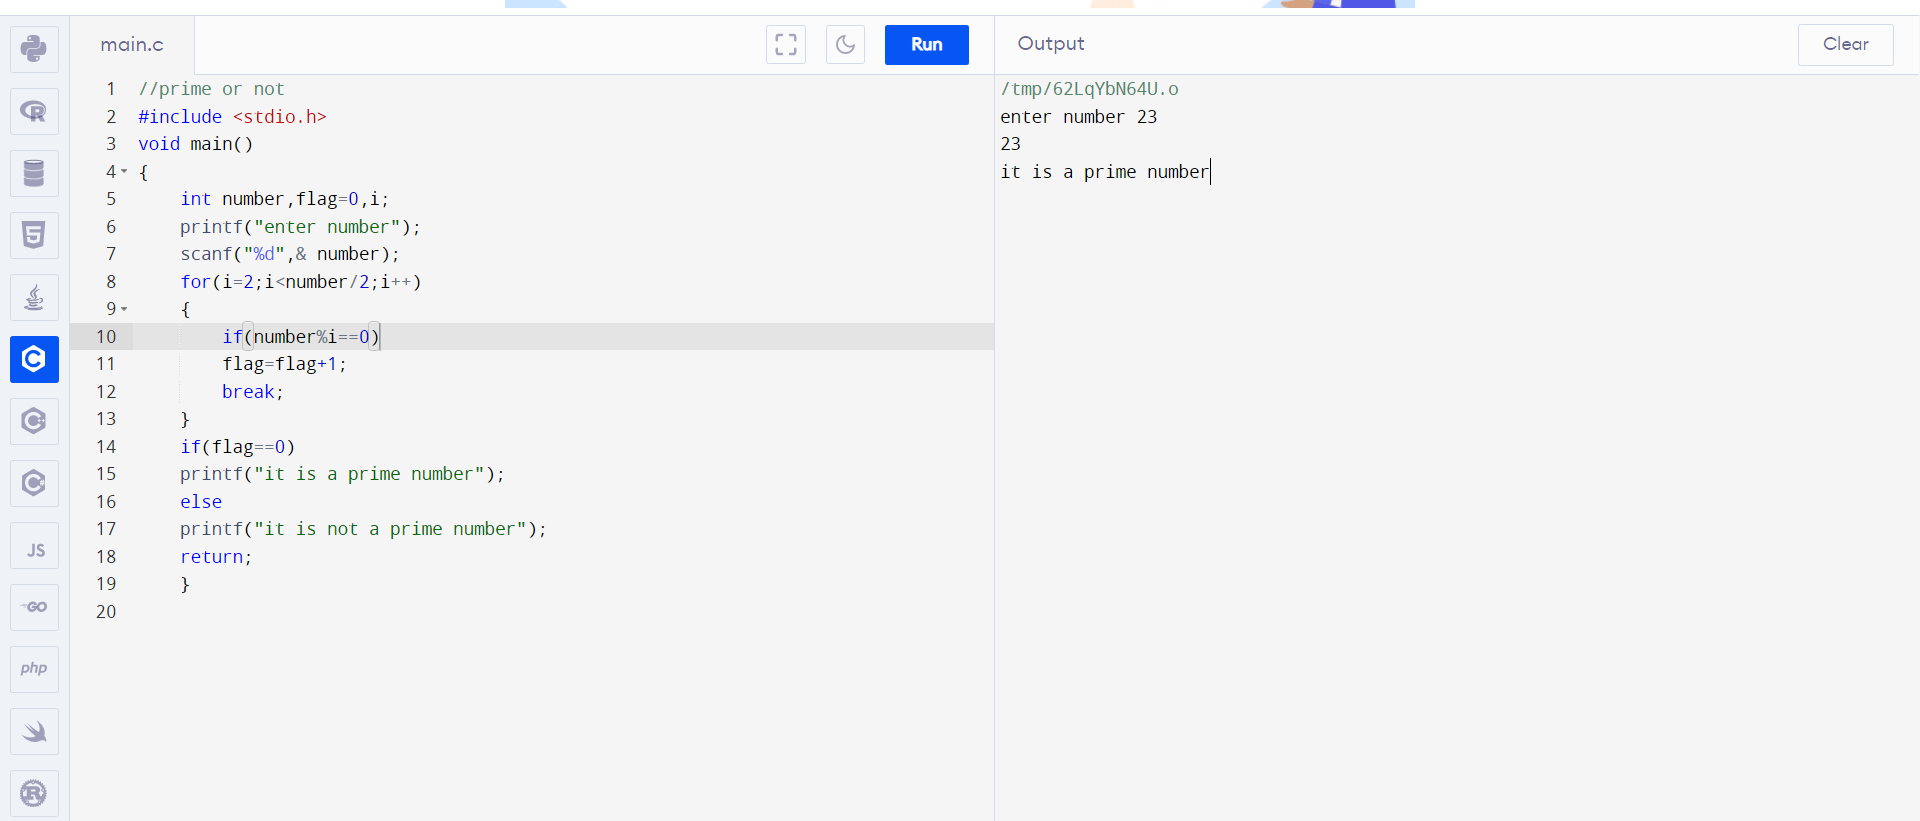 main.c
Run
Output
Clear
1 //prime or not
2 #include <stdio.h>
3 void main()
4 {
5 int number,flag=0,i;
6 printf("enter number");
7 scanf("%d",& number);
8 for(i=2;i<number/2;i++)
9 {
10 if(number%i==0)
11 flag=flag+1;
12 break;
13 }
14 if(flag==0)
15 printf("it is a prime number");
16 else
17 printf("it is not a prime number");
18 return;
19 }
20
/tmp/62LqYbN64U.o
enter number 23
23
it is a prime number
R
5
C
C
C
JS
GO
php
R